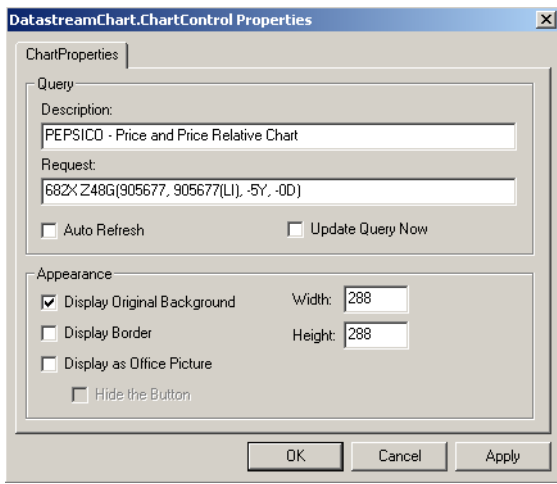 DatastreamChart.ChartControl Properties
ChartProperties
Query
Description:
PEPSICO - Price and Price Relative Chart
Request:
682X Z48G(905677, 905677(LI), -5Y, -0D)
Auto Refresh
Update Query Now
Appearance
Display Original Background
Width: 288
Display Border
Height: 288
Display as Office Picture
Hide the Button
OK
Cancel
Apply